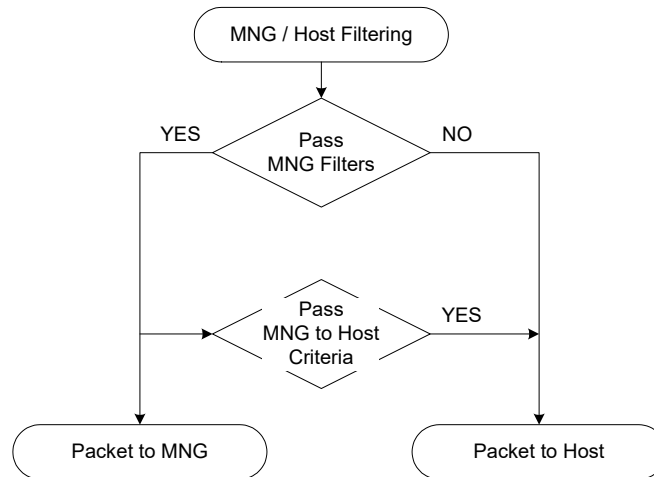 MNG / Host Filtering
YES
Pass
MNG Filters
NO
Pass
MNG to Host
Criteria
YES
Packet to MNG
Packet to Host